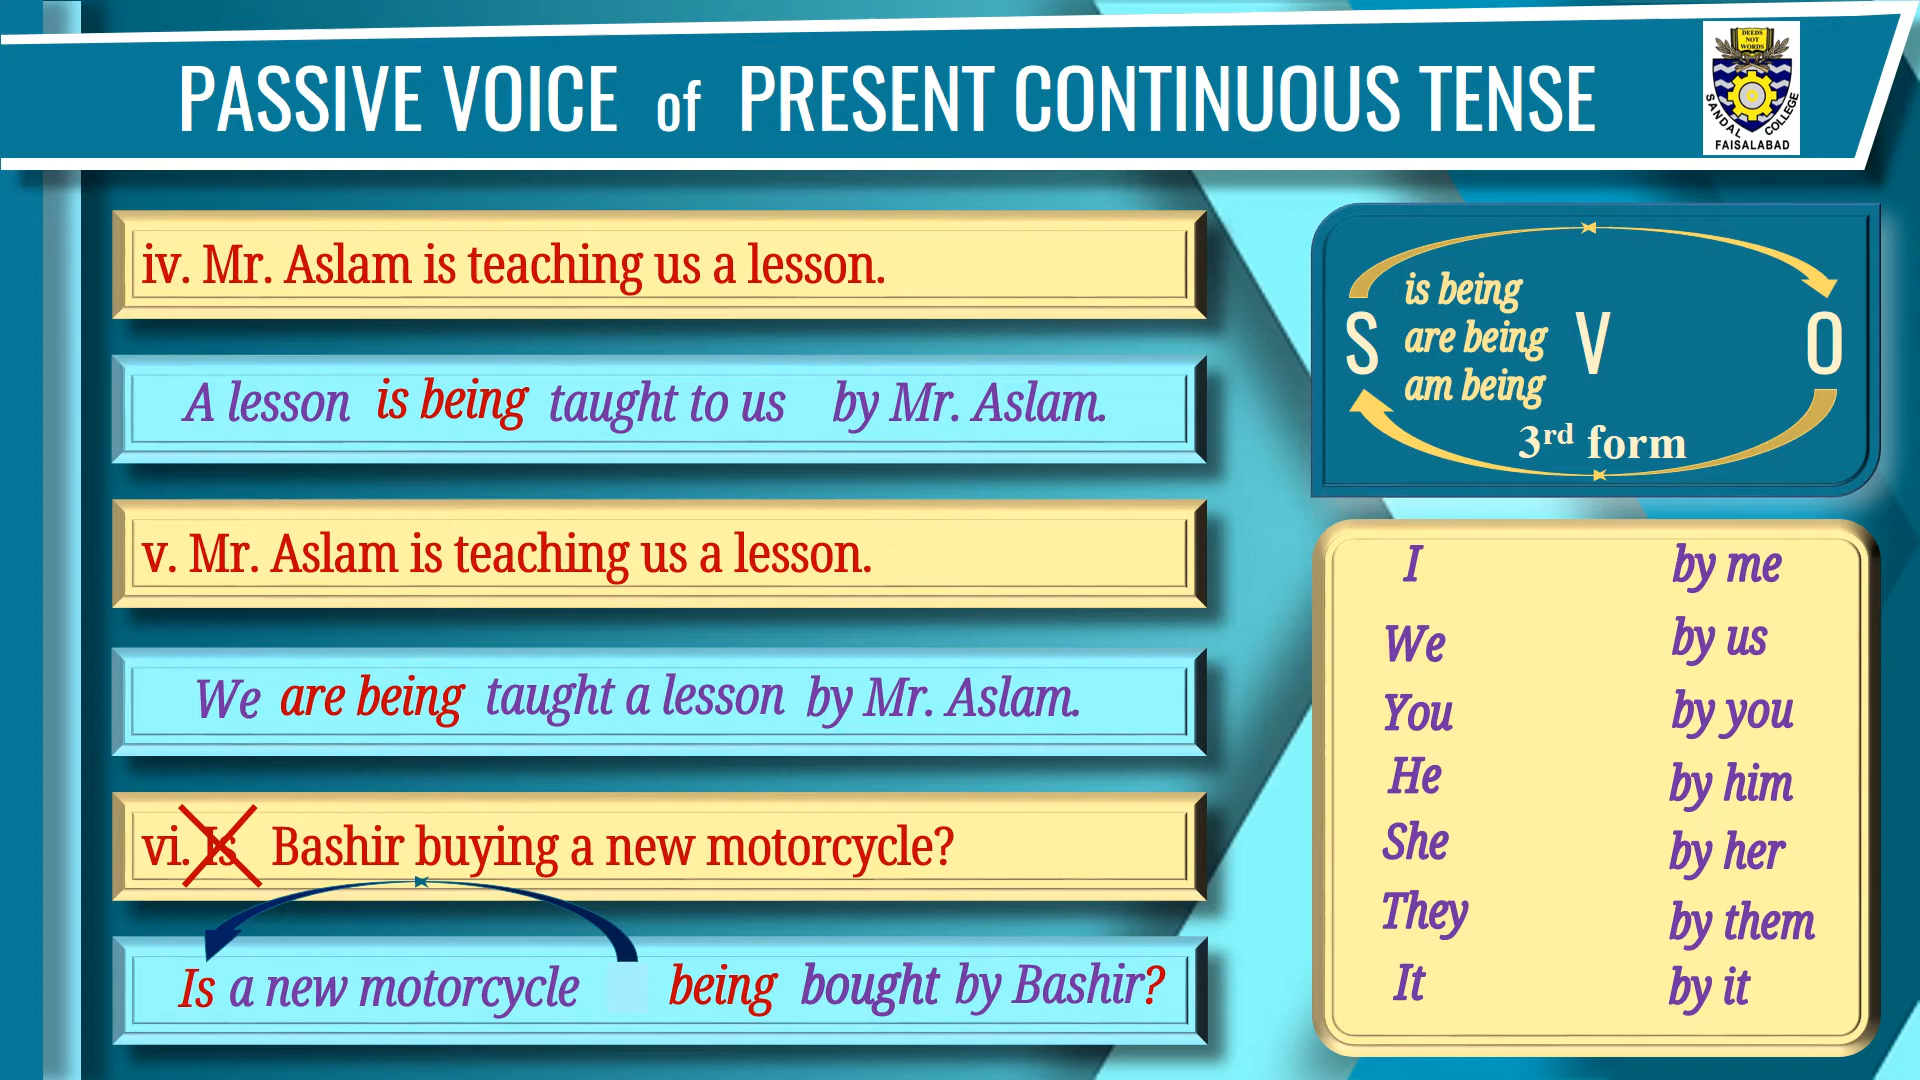 PASSIVE VOICE of PRESENT CONTINUOUS TENSE
DEEDS
NOT
WORDS
SANDAL COLLEGE
FAISALABAD
iv. Mr. Aslam is teaching us a lesson.
A lesson is being taught to us by Mr. Aslam.
v. Mr. Aslam is teaching us a lesson.
We are being taught a lesson by Mr. Aslam.
vi. Is Bashir buying a new motorcycle?
Is a new motorcycle being bought by Bashir?
is being
S are being V O
am being
3rd form
I by me
We by us
You by you
He by him
She by her
They by them
It by it